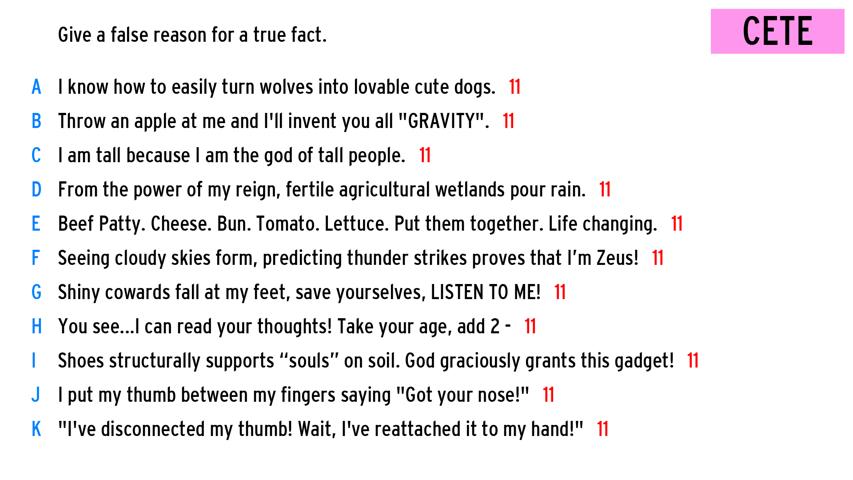 Give a false reason for a true fact.
CETE
A I know how to easily turn wolves into lovable cute dogs. 11
B Throw an apple at me and I'll invent you all "GRAVITY". 11
C I am tall because I am the god of tall people. 11
D From the power of my reign, fertile agricultural wetlands pour rain. 11
E Beef Patty. Cheese. Bun. Tomato. Lettuce. Put them together. Life changing. 11
F Seeing cloudy skies form, predicting thunder strikes proves that I’m Zeus! 11
G Shiny cowards fall at my feet, save yourselves, LISTEN TO ME! 11
H You see...I can read your thoughts! Take your age, add 2 - 11
I Shoes structurally supports “souls” on soil. God graciously grants this gadget! 11
J I put my thumb between my fingers saying "Got your nose!" 11
K "I've disconnected my thumb! Wait, I've reattached it to my hand!" 11